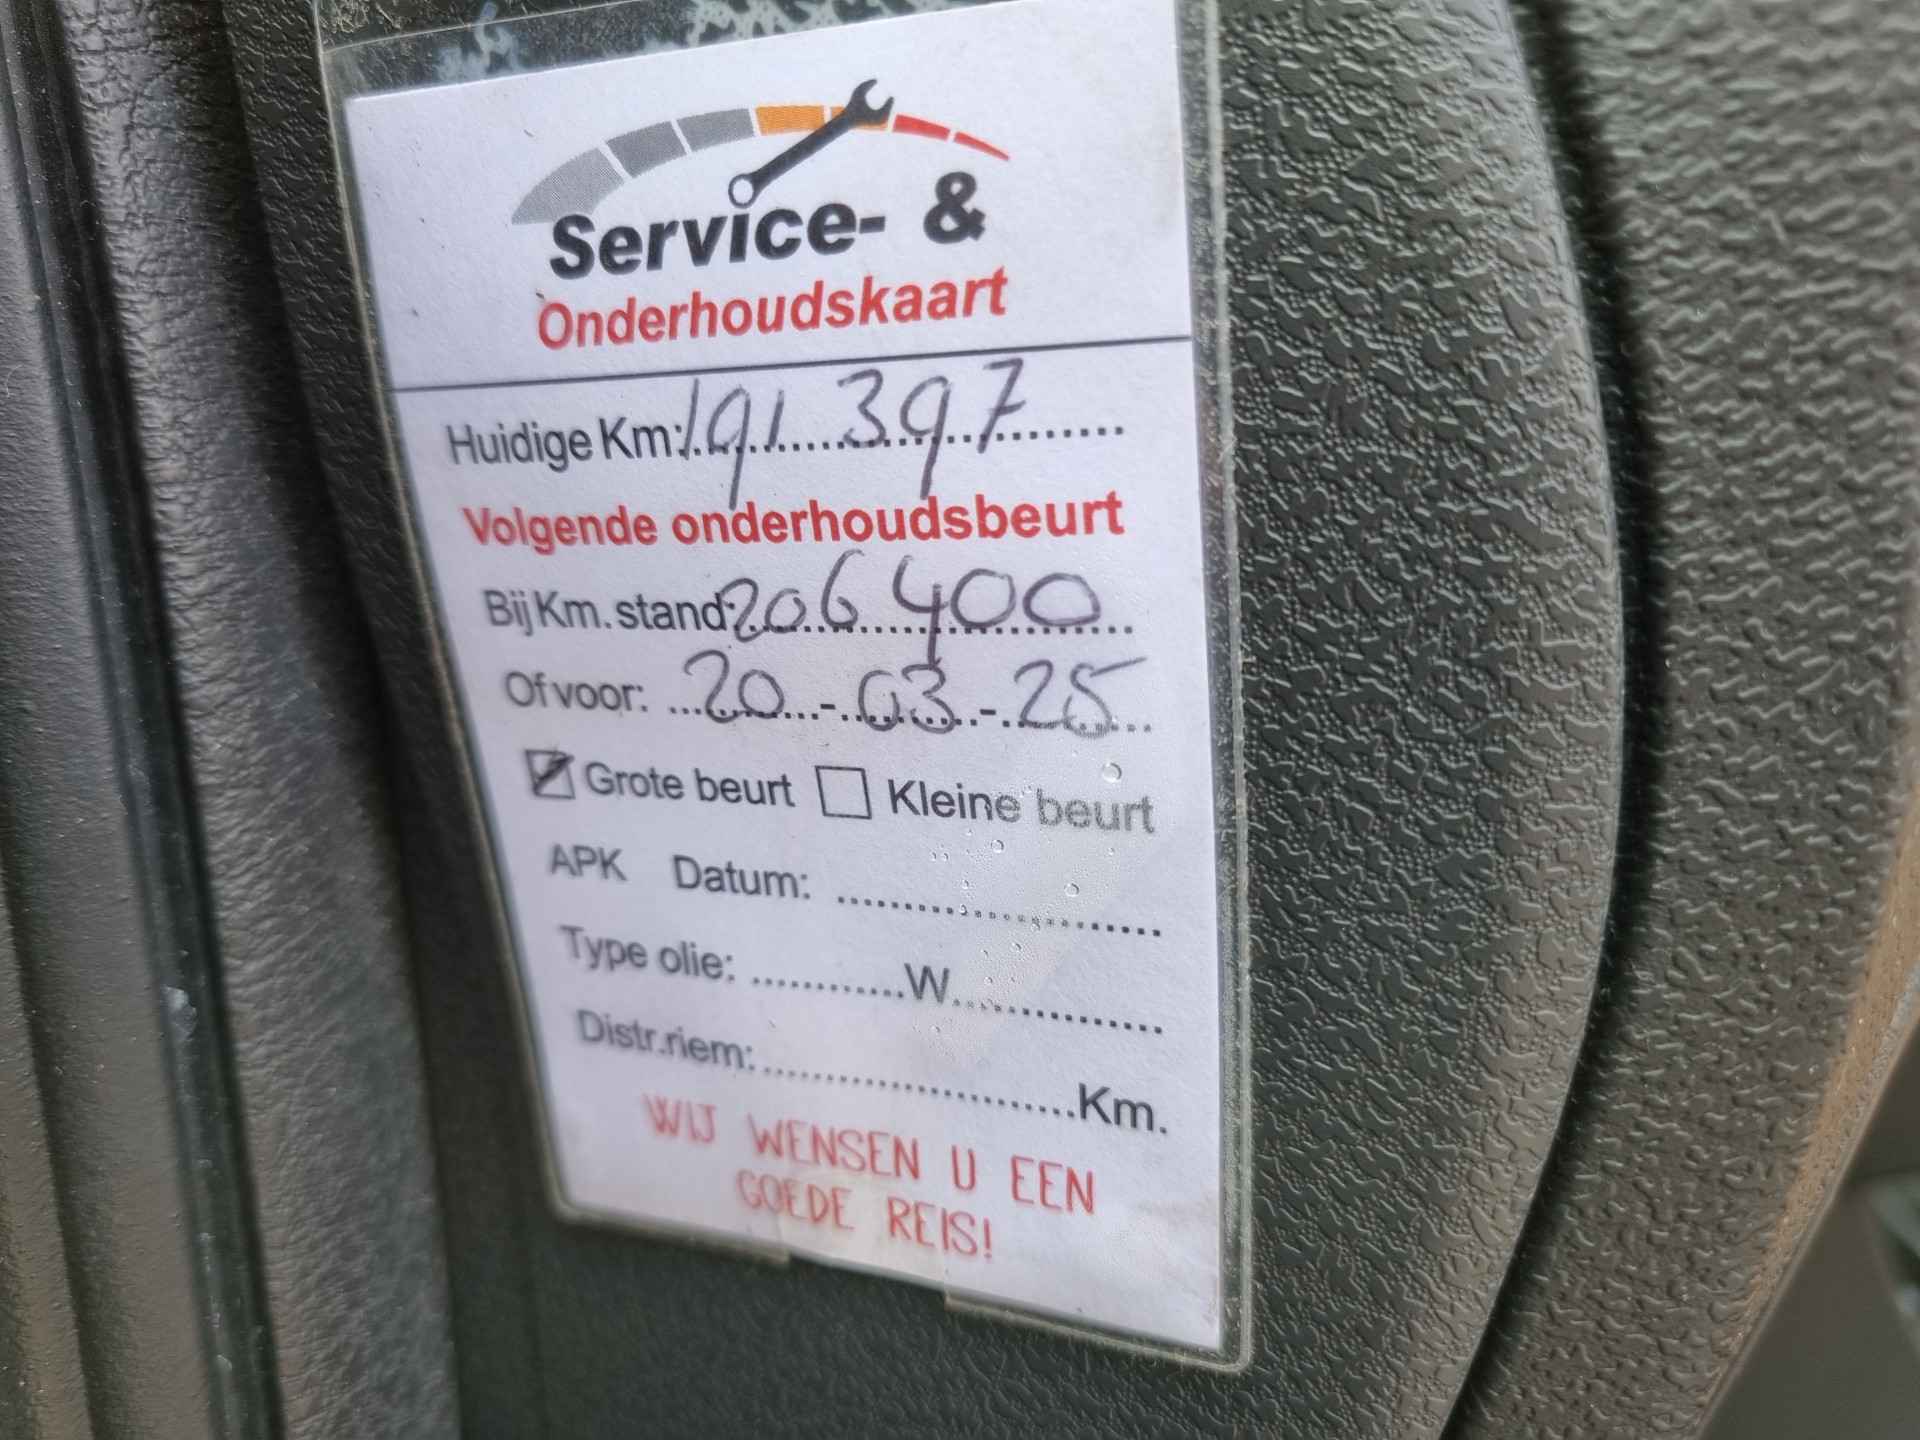 Service- &
Onderhoudskaart
Huidige Km: 191 397
Volgende onderhoudsbeurt
Bij Km. stand: 206 400
Of voor: 20 - 03 - 25
Grote beurt Kleine beurt
APK Datum:
Type olie: ............W................
Distr.riem: ..............................Km.
WIJ WENSEN U EEN
GOEDE REIS!